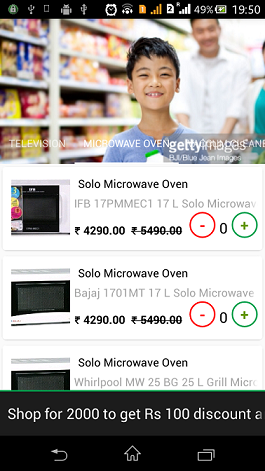 49% 19:50
gettyimages
TELEVISION MICROWAVE OVEN
BJI/Blue Jean Images
Solo Microwave Oven
IFB 17PMMEC1 17 L Solo Microwav
₹ 4290.00 ₹ 5490.00 - 0 +
Solo Microwave Oven
Bajaj 1701MT 17 L Solo Microwave
₹ 4290.00 ₹ 5490.00 - 0 +
Solo Microwave Oven
Whirlpool MW 25 BG 25 L Grill Micr
Shop for 2000 to get Rs 100 discount a